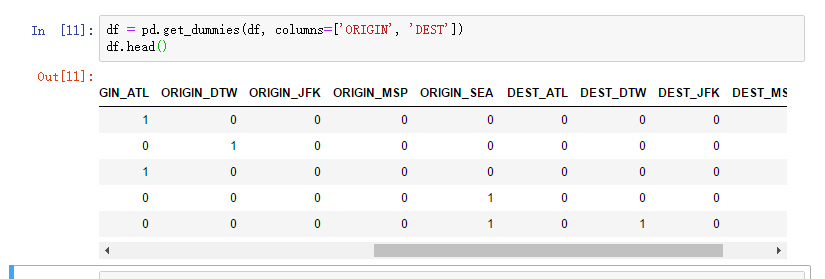 In [11]: df = pd.get_dummies(df, columns=['ORIGIN', 'DEST'])
df.head()
Out[11]:
GIN_ATL ORIGIN_DTW ORIGIN_JFK ORIGIN_MSP ORIGIN_SEA DEST_ATL DEST_DTW DEST_JFK DEST_MS
1 0 0 0 0 0 0 0
0 1 0 0 0 0 0 0
1 0 0 0 0 0 0 0
0 0 0 0 1 0 0 0
0 0 0 0 1 0 1 0